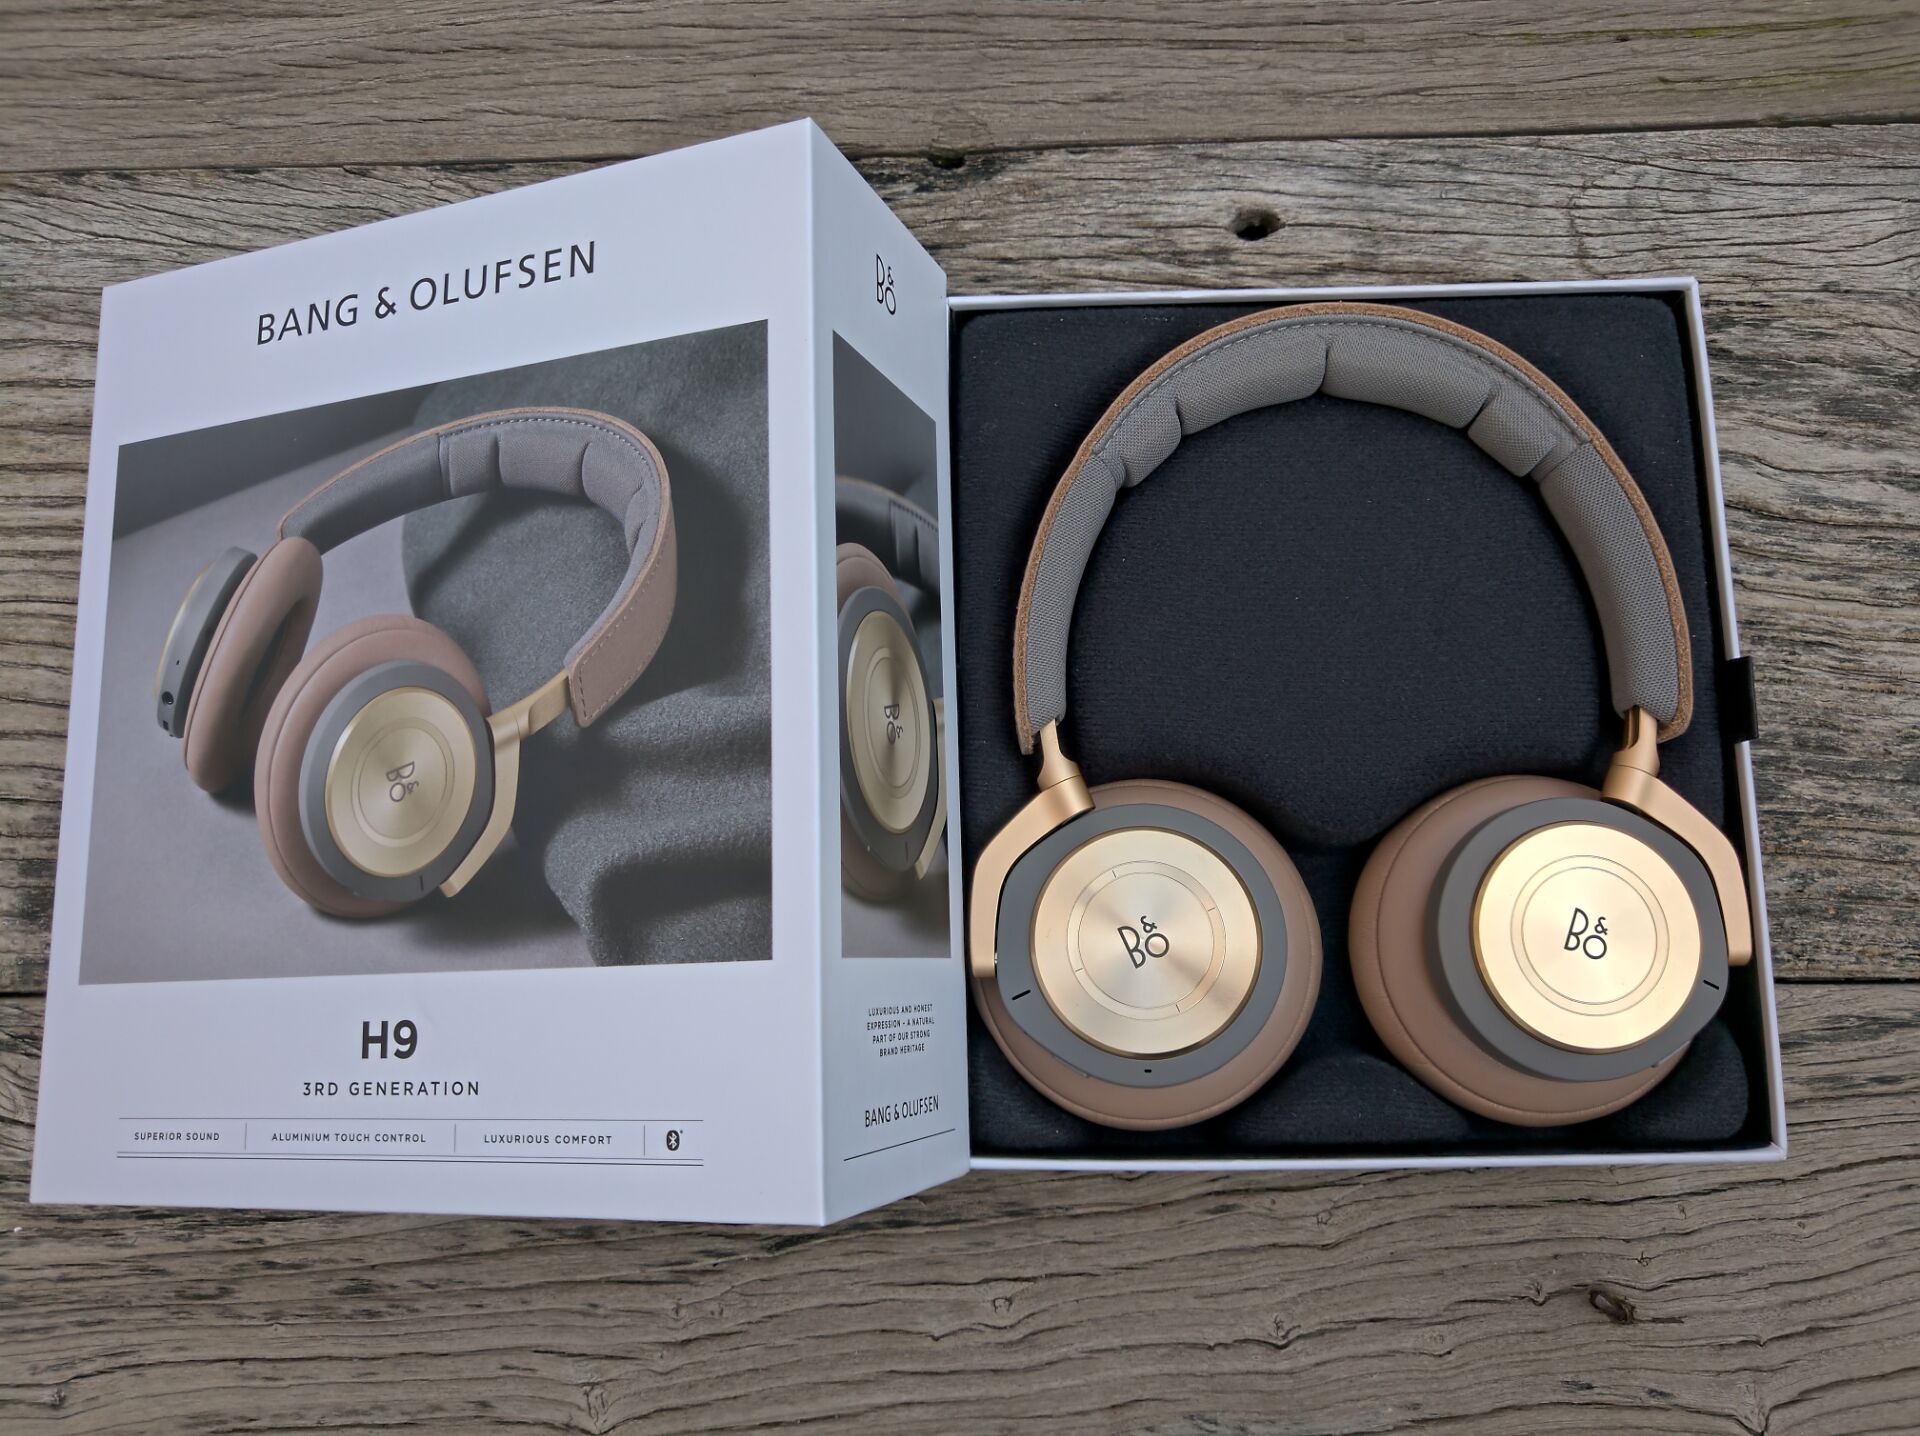 BANG & OLUFSEN
B&O
H9
3RD GENERATION
SUPERIOR SOUND
ALUMINIUM TOUCH CONTROL
LUXURIOUS COMFORT
B&O
B&O
LUXURIOUS AND HONEST
EXPRESSION – A NATURAL
PART OF OUR STRONG
BRAND HERITAGE
BANG & OLUFSEN
B&O
B&O